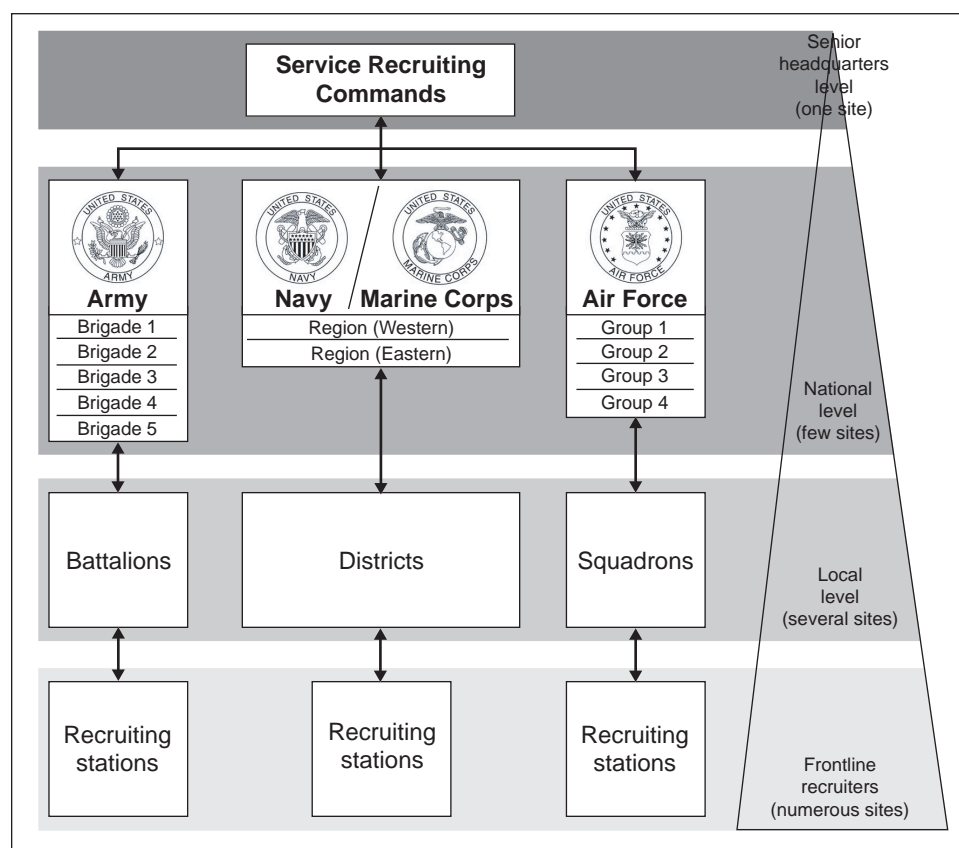 Service Recruiting
Commands
Senior
headquarters
level
(one site)
UNITED STATES
ARMY
Army
Brigade 1
Brigade 2
Brigade 3
Brigade 4
Brigade 5
UNITED STATES
NAVY
Navy
UNITED STATES
MARINE CORPS
Marine Corps
Region (Western)
Region (Eastern)
UNITED STATES
AIR FORCE
Air Force
Group 1
Group 2
Group 3
Group 4
National
level
(few sites)
Battalions
Districts
Squadrons
Local
level
(several sites)
Recruiting
stations
Recruiting
stations
Recruiting
stations
Frontline
recruiters
(numerous sites)